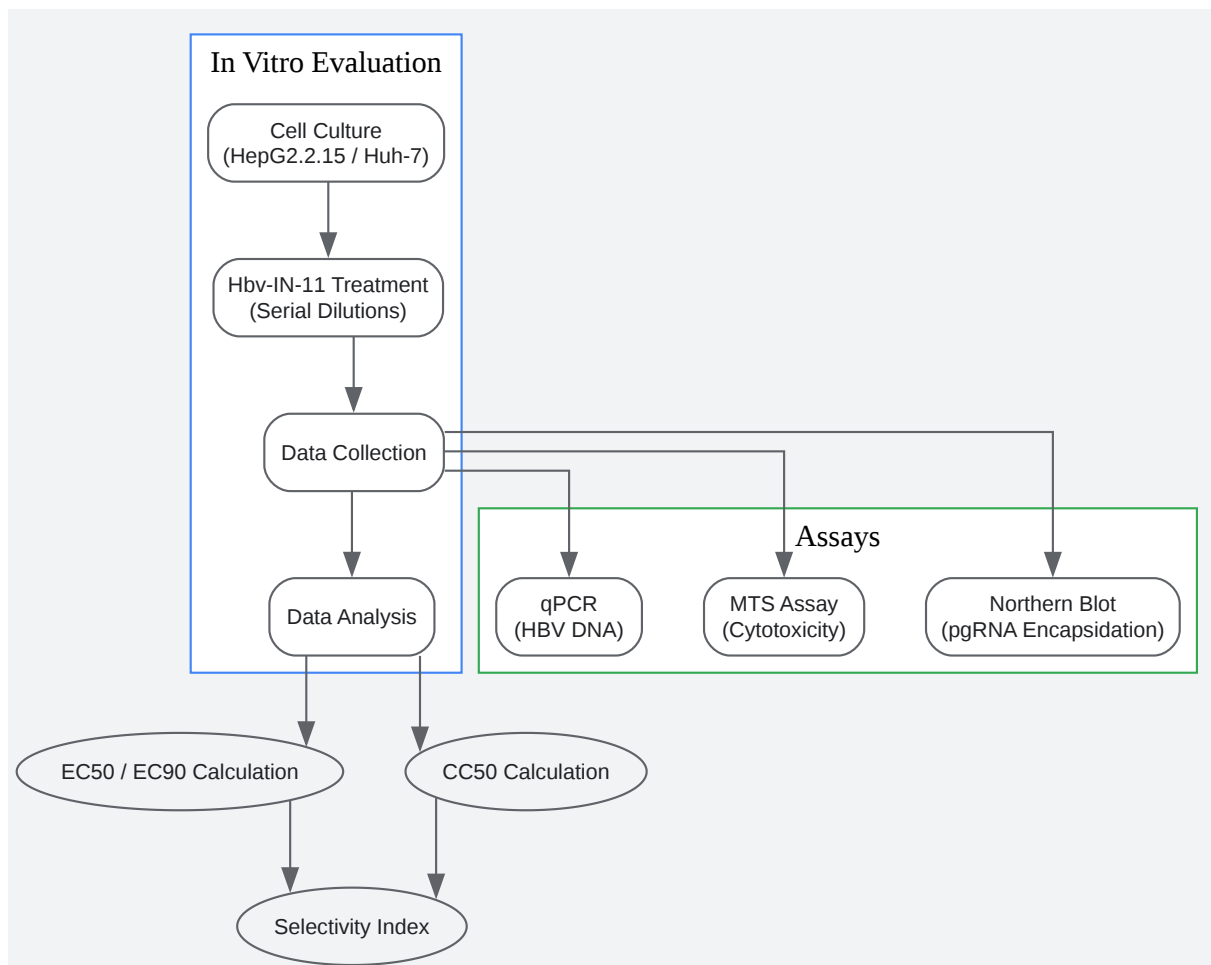 In Vitro Evaluation
Cell Culture
(HepG2.2.15 / Huh-7)
Hbv-IN-11 Treatment
(Serial Dilutions)
Data Collection
Assays
Data Analysis
qPCR
(HBV DNA)
MTS Assay
(Cytotoxicity)
Northern Blot
(pgRNA Encapsidation)
EC50 / EC90 Calculation
CC50 Calculation
Selectivity Index